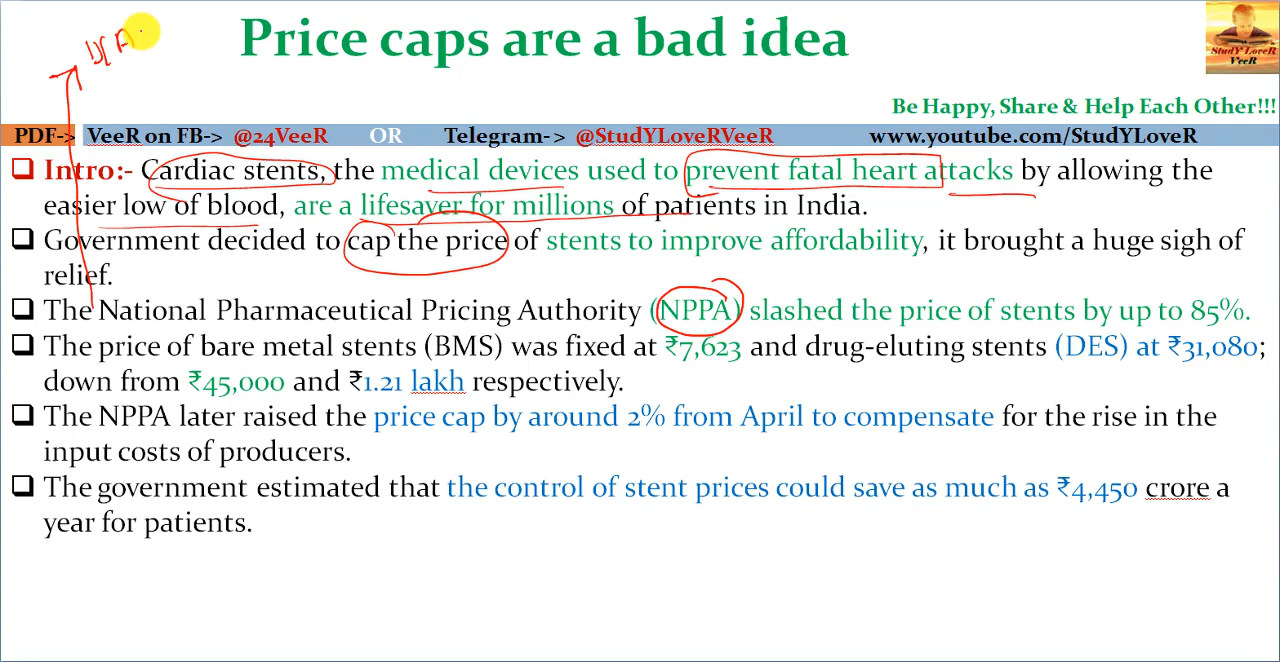 Price caps are a bad idea
StudY LoveR
VeeR
Be Happy, Share & Help Each Other!!!
PDF-> VeeR on FB-> @24VeeR OR Telegram- > @StudYLoveRVeeR www.youtube.com/StudYLoveR
Intro:- Cardiac stents, the medical devices used to prevent fatal heart attacks by allowing the
easier low of blood, are a lifesaver for millions of patients in India.
Government decided to cap the price of stents to improve affordability, it brought a huge sigh of
relief.
The National Pharmaceutical Pricing Authority (NPPA) slashed the price of stents by up to 85%.
The price of bare metal stents (BMS) was fixed at ₹7,623 and drug-eluting stents (DES) at ₹31,080;
down from ₹45,000 and ₹1.21 lakh respectively.
The NPPA later raised the price cap by around 2% from April to compensate for the rise in the
input costs of producers.
The government estimated that the control of stent prices could save as much as ₹4,450 crore a
year for patients.